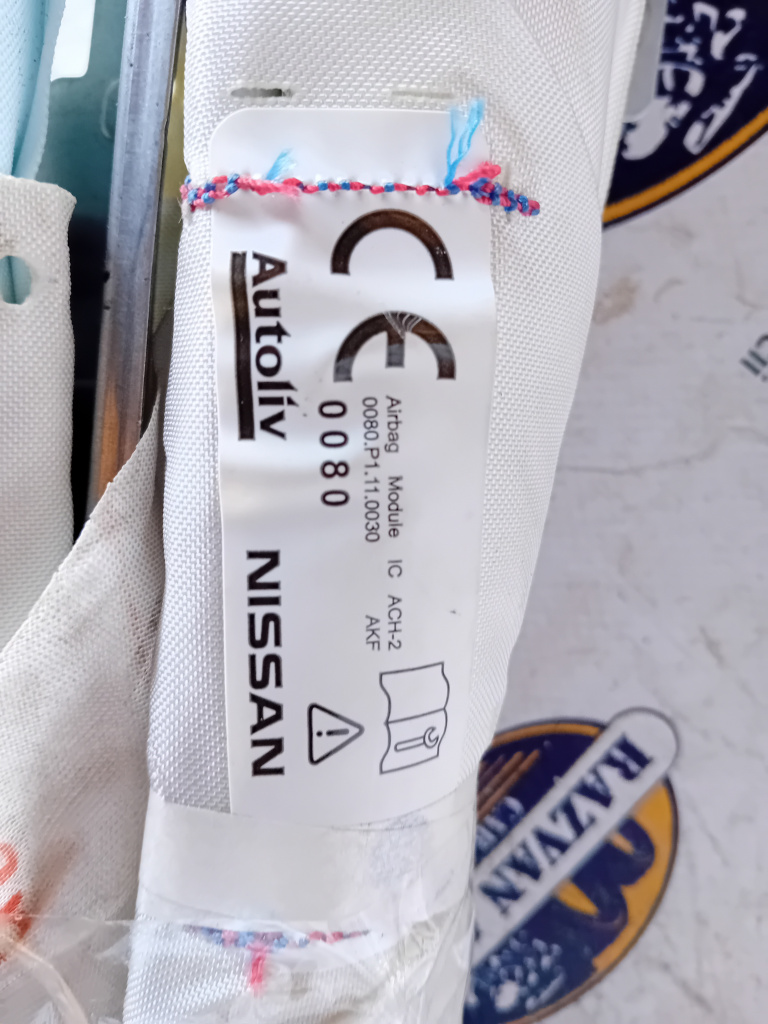 CE
Airbag Module IC ACH-2
0080.P1.11.0030 AKF
0080
Autoliv
NISSAN
RAZVAN